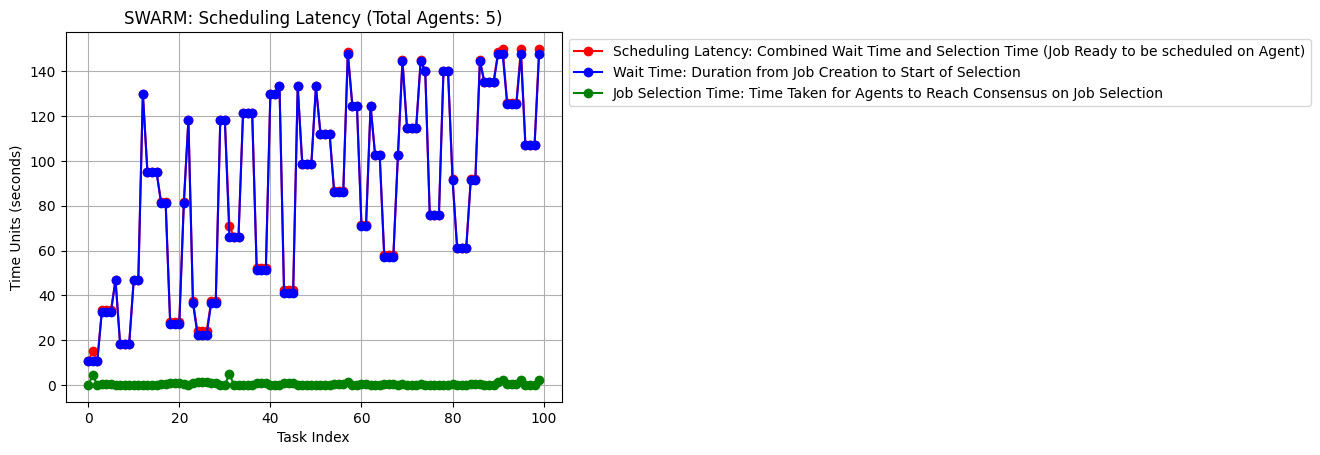 SWARM: Scheduling Latency (Total Agents: 5)
Scheduling Latency: Combined Wait Time and Selection Time (Job Ready to be scheduled on Agent)
Wait Time: Duration from Job Creation to Start of Selection
Job Selection Time: Time Taken for Agents to Reach Consensus on Job Selection
Time Units (seconds)
140
120
100
80
60
40
20
0
0 20 40 60 80 100
Task Index